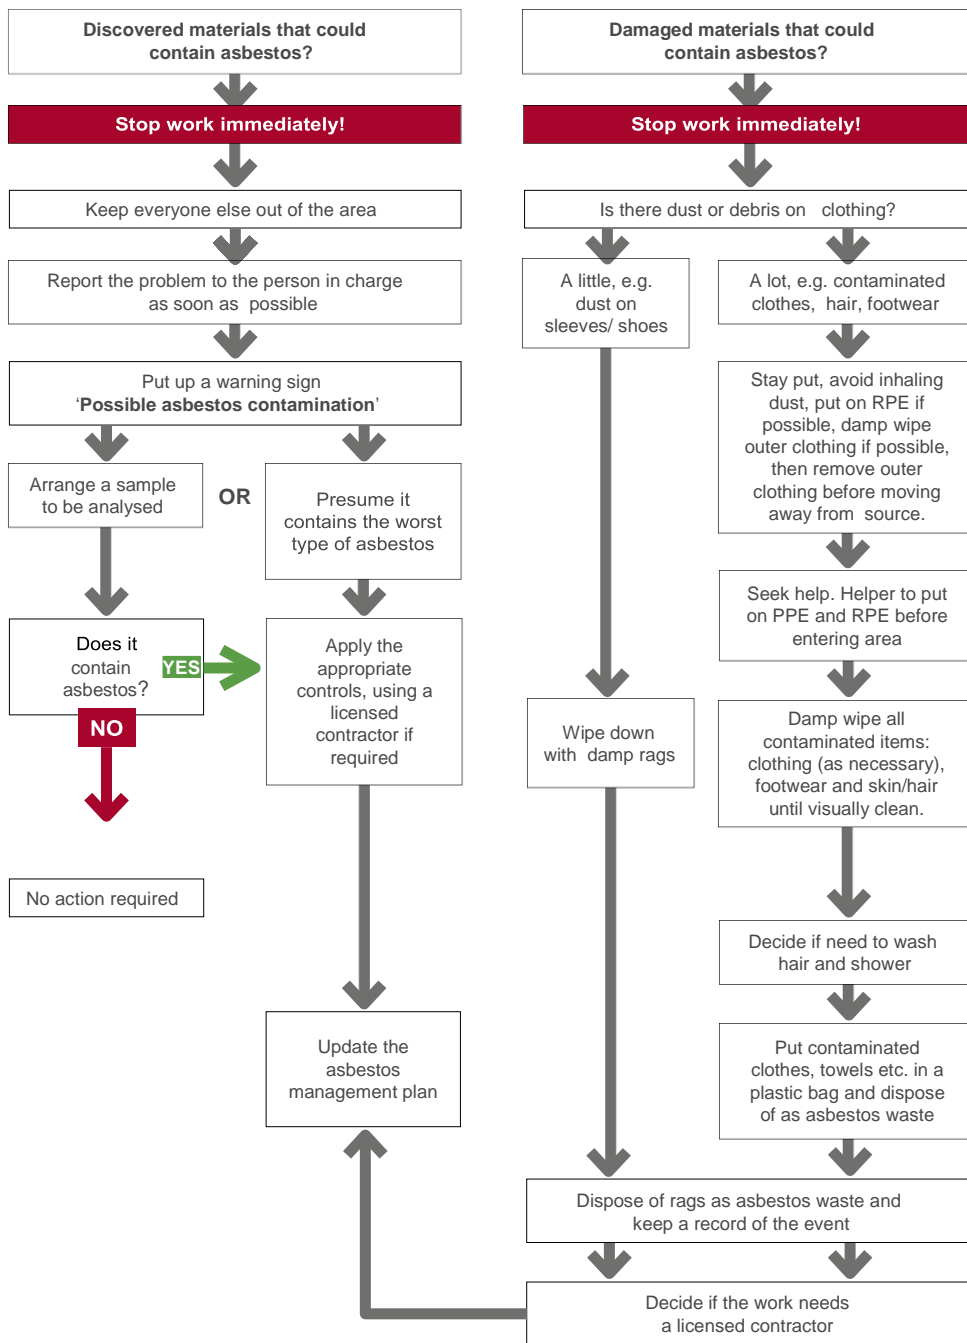 Discovered materials that could
contain asbestos?
Stop work immediately!
Keep everyone else out of the area
Report the problem to the person in charge
as soon as possible
Put up a warning sign
‘Possible asbestos contamination’
Arrange a sample
to be analysed
OR
Presume it
contains the worst
type of asbestos
Does it
contain
asbestos?
YES
NO
No action required
Apply the
appropriate
controls, using a
licensed
contractor if
required
Update the
asbestos
management plan
Damaged materials that could
contain asbestos?
Stop work immediately!
Is there dust or debris on clothing?
A little, e.g.
dust on
sleeves/ shoes
Wipe down
with damp rags
A lot, e.g. contaminated
clothes, hair, footwear
Stay put, avoid inhaling
dust, put on RPE if
possible, damp wipe
outer clothing if possible,
then remove outer
clothing before moving
away from source.
Seek help. Helper to put
on PPE and RPE before
entering area
Damp wipe all
contaminated items:
clothing (as necessary),
footwear and skin/hair
until visually clean.
Decide if need to wash
hair and shower
Put contaminated
clothes, towels etc. in a
plastic bag and dispose
of as asbestos waste
Dispose of rags as asbestos waste and
keep a record of the event
Decide if the work needs
a licensed contractor